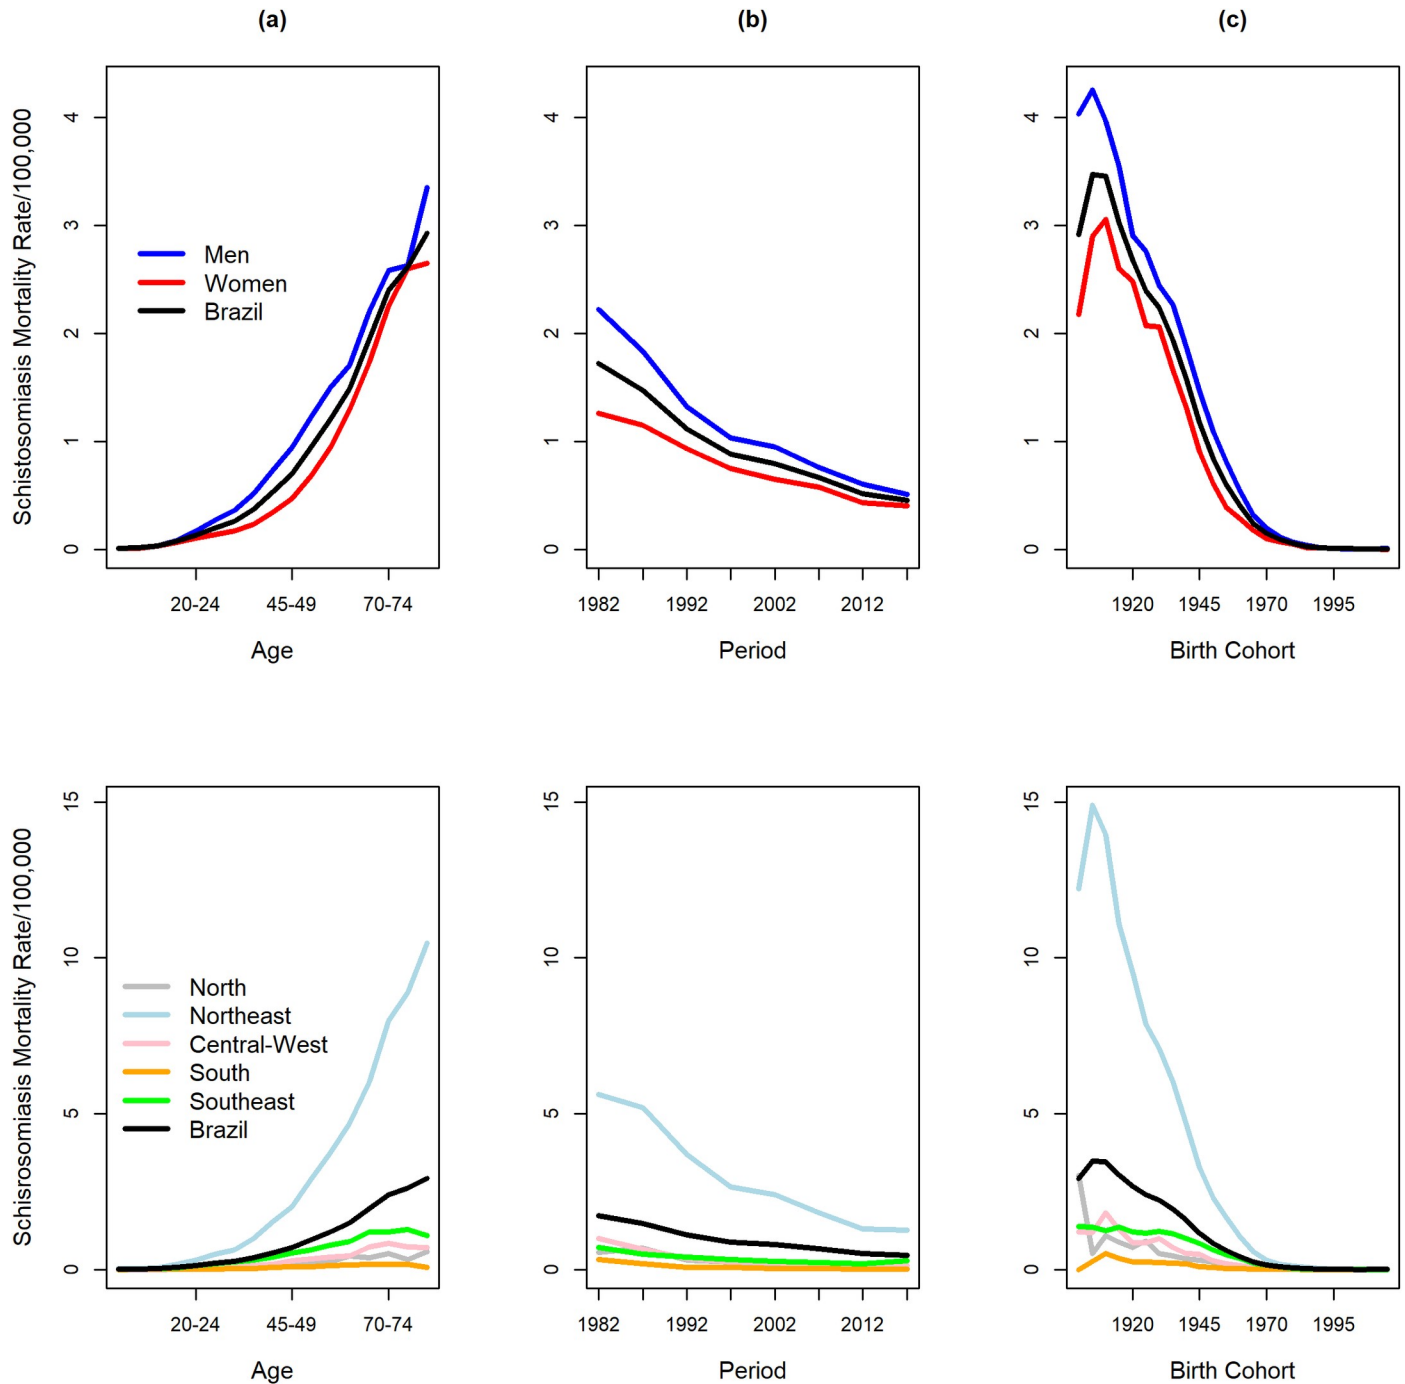 (a)
(b)
(c)
Schistosomiasis Mortality Rate/100,000
4
3
2
1
0
Men
Women
Brazil
20-24
45-49
70-74
Age
4
3
2
1
0
1982
1992
2002
2012
Period
4
3
2
1
0
1920
1945
1970
1995
Birth Cohort
Schisrosomiasis Mortality Rate/100,000
15
10
5
0
North
Northeast
Central-West
South
Southeast
Brazil
20-24
45-49
70-74
Age
15
10
5
0
1982
1992
2002
2012
Period
15
10
5
0
1920
1945
1970
1995
Birth Cohort